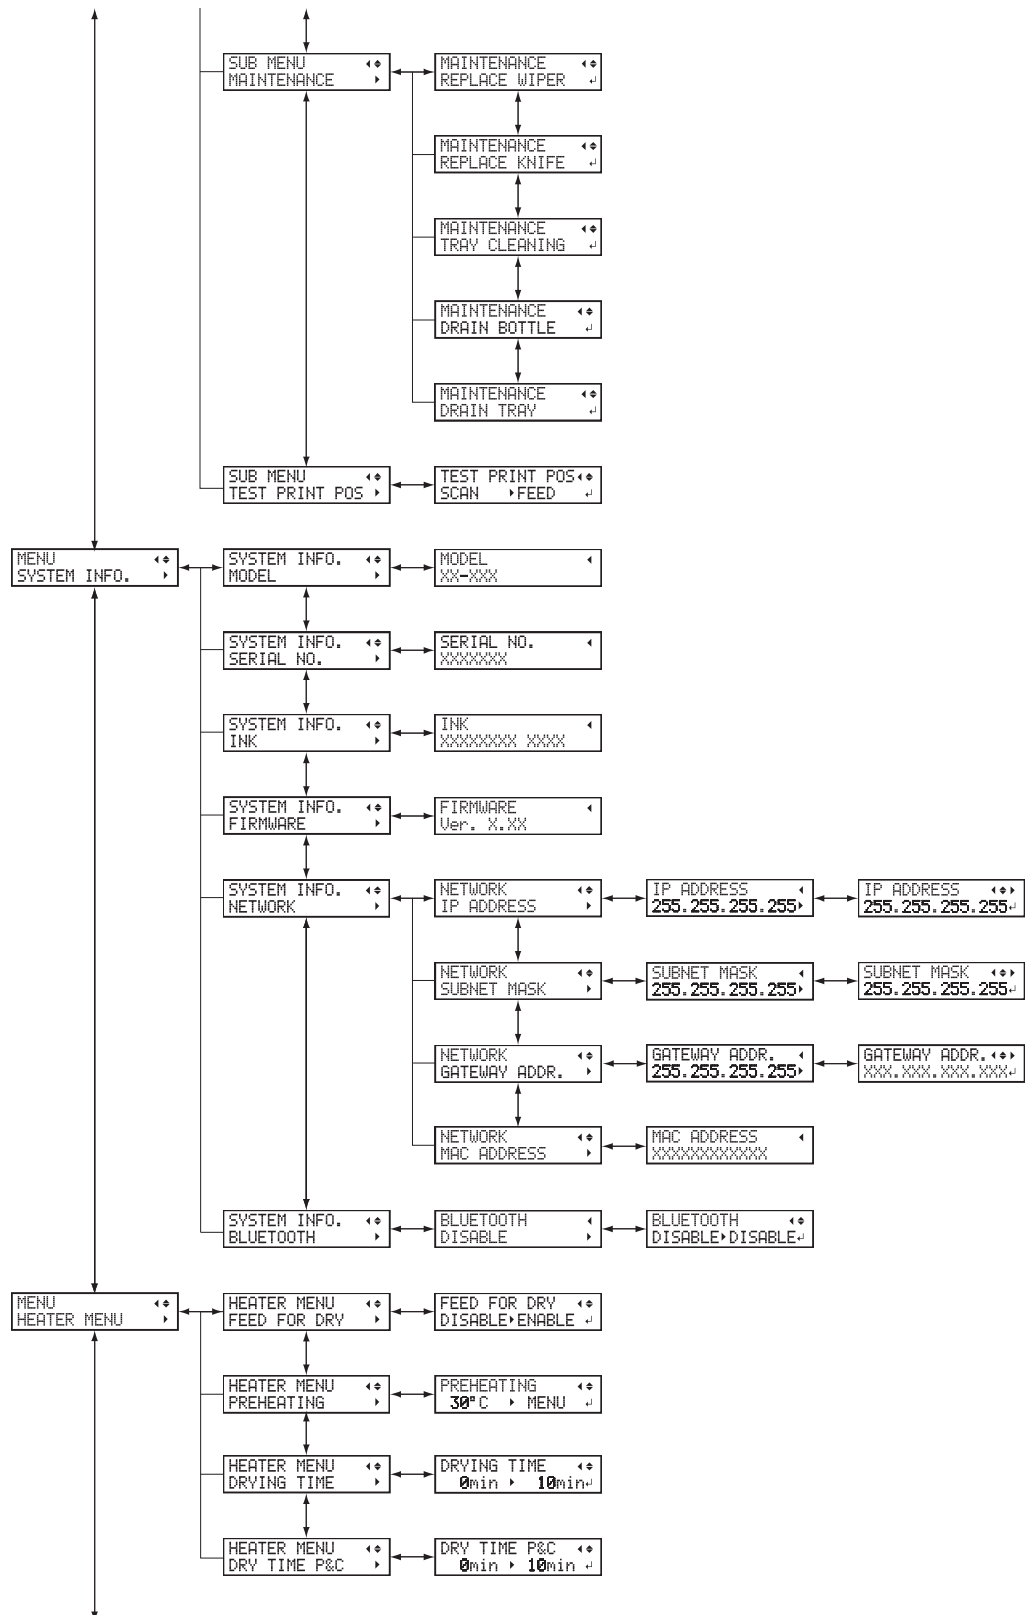 SUB MENU
MAINTENANCE
MAINTENANCE
REPLACE WIPER
MAINTENANCE
REPLACE KNIFE
MAINTENANCE
TRAY CLEANING
MAINTENANCE
DRAIN BOTTLE
MAINTENANCE
DRAIN TRAY
SUB MENU
TEST PRINT POS
TEST PRINT POS
SCAN FEED
MENU
SYSTEM INFO.
SYSTEM INFO.
MODEL
MODEL
XX-XXX
SYSTEM INFO.
SERIAL NO.
SERIAL NO.
XXXXXXX
SYSTEM INFO.
INK
INK
XXXXXXXX XXXX
SYSTEM INFO.
FIRMWARE
FIRMWARE
Ver. X.XX
SYSTEM INFO.
NETWORK
NETWORK
IP ADDRESS
IP ADDRESS
255.255.255.255
IP ADDRESS
255.255.255.255
NETWORK
SUBNET MASK
SUBNET MASK
255.255.255.255
SUBNET MASK
255.255.255.255
NETWORK
GATEWAY ADDR.
GATEWAY ADDR.
255.255.255.255
GATEWAY ADDR.
XXX.XXX.XXX.XXX
NETWORK
MAC ADDRESS
MAC ADDRESS
XXXXXXXXXXXX
SYSTEM INFO.
BLUETOOTH
BLUETOOTH
DISABLE
BLUETOOTH
DISABLE DISABLE
MENU
HEATER MENU
HEATER MENU
FEED FOR DRY
FEED FOR DRY
DISABLE ENABLE
HEATER MENU
PREHEATING
PREHEATING
30°C MENU
HEATER MENU
DRYING TIME
DRYING TIME
0min 10min
HEATER MENU
DRY TIME P&C
DRY TIME P&C
0min 10min